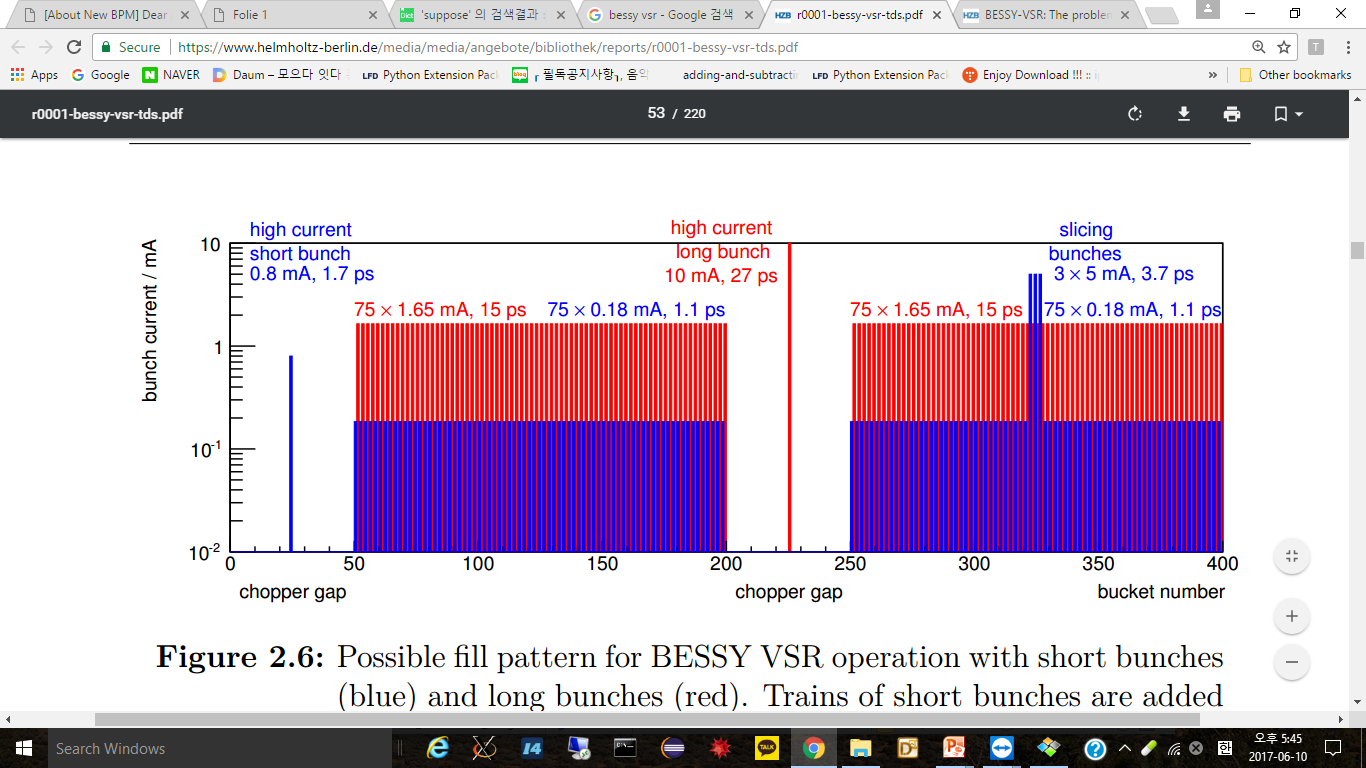 [About New BPM] Dear
Folie 1
'suppose' 의 검색결과 :
bessy vsr - Google 검색
r0001-bessy-vsr-tds.pdf
BESSY-VSR: The problem
Secure
https://www.helmholtz-berlin.de/media/media/angebote/bibliothek/reports/r0001-bessy-vsr-tds.pdf
Apps
Google
NAVER
Daum – 모으다 잇다
Python Extension Pac
필독공지사항
adding-and-subtracti
Python Extension Pac
Enjoy Download !!! ::
Other bookmarks
r0001-bessy-vsr-tds.pdf
53 / 220
high current
short bunch
0.8 mA, 1.7 ps
high current
long bunch
10 mA, 27 ps
slicing
bunches
3 × 5 mA, 3.7 ps
75 × 1.65 mA, 15 ps
75 × 0.18 mA, 1.1 ps
75 × 1.65 mA, 15 ps
75 × 0.18 mA, 1.1 ps
bunch current / mA
10
1
10-1
10-2
0 50 100 150 200 250 300 350 400
chopper gap
chopper gap
bucket number
Figure 2.6: Possible fill pattern for BESSY VSR operation with short bunches
(blue) and long bunches (red). Trains of short bunches are added
Search Windows
TALK
한
오후 5:45
2017-06-10